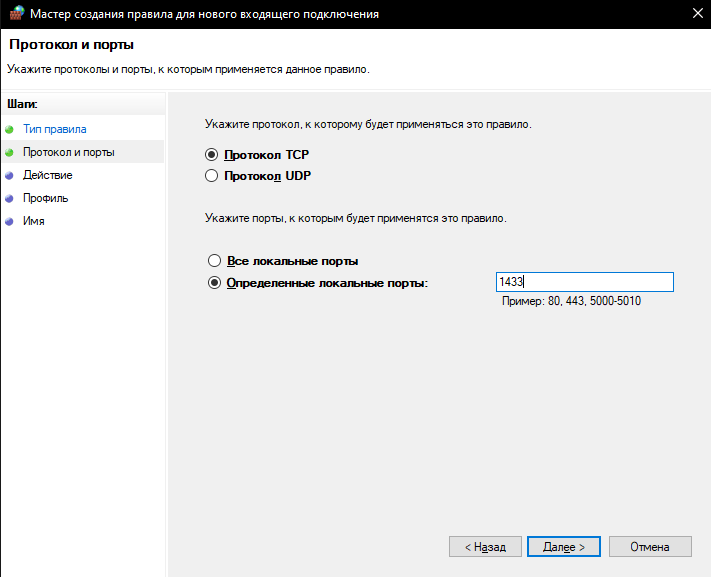 Мастер создания правила для нового входящего подключения
Протокол и порты
Укажите протоколы и порты, к которым применяется данное правило.
Шаги:
Тип правила
Протокол и порты
Действие
Профиль
Имя
Укажите протокол, к которому будет применяться это правило.
Протокол TCP
Протокол UDP
Укажите порты, к которым будет применятся это правило.
Все локальные порты
Определенные локальные порты:
1433
Пример: 80, 443, 5000-5010
< Назад
Далее >
Отмена